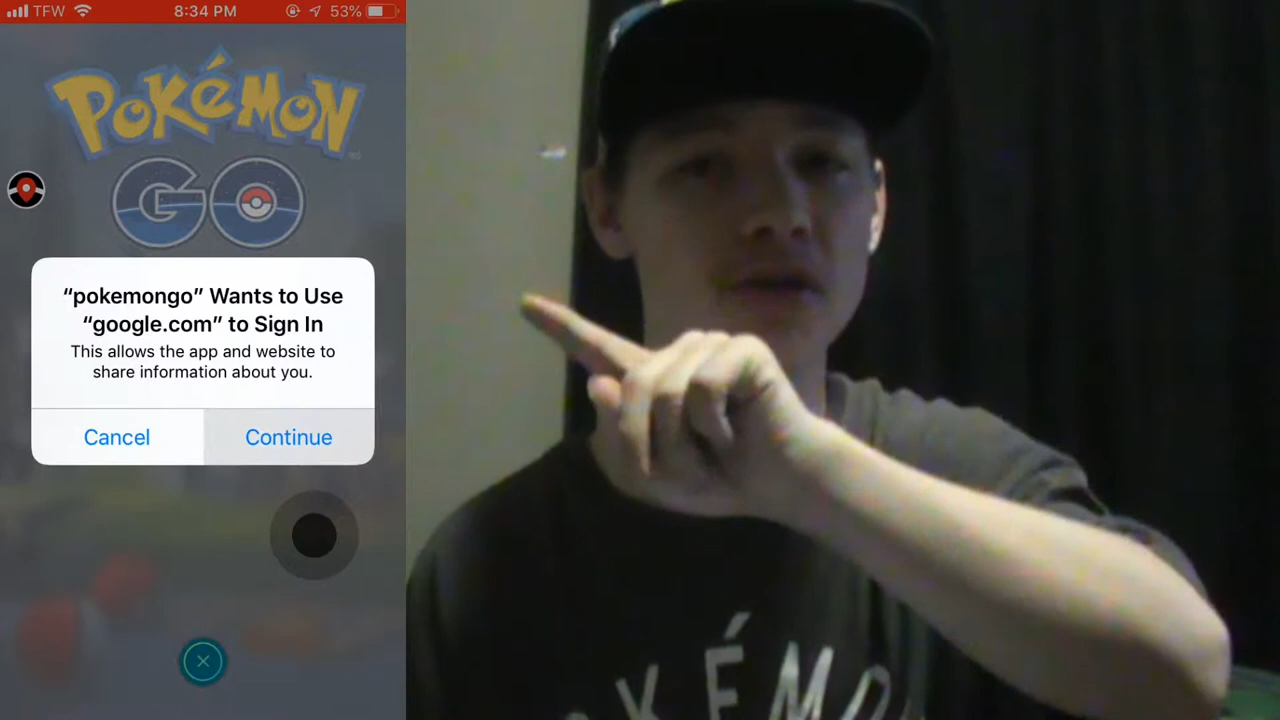 TFW 8:34 PM 53%
POKéMON
GO
“pokemongo” Wants to Use
“google.com” to Sign In
This allows the app and website to
share information about you.
Cancel Continue
KÉMO